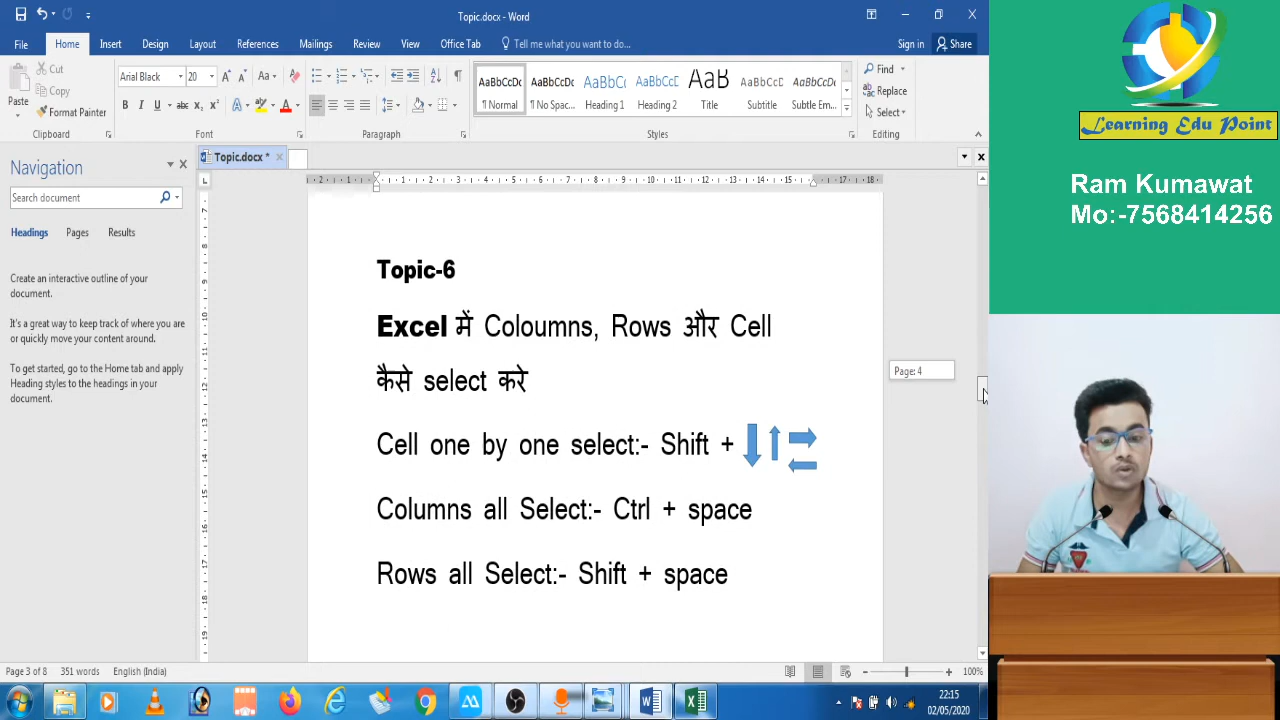 Topic.docx - Word
Sign in
Share
File
Home
Insert
Design
Layout
References
Mailings
Review
View
Office Tab
Tell me what you want to do...
Cut
Copy
Format Painter
Paste
Clipboard
Arial Black
20
Font
Paragraph
AaBbCcDc
¶ Normal
AaBbCcDc
¶ No Spac...
AaBbCc
Heading 1
AaBbCcD
Heading 2
AaB
Title
AaBbCcD
Subtitle
AaBbCcDc
Subtle Em...
Styles
Find
Replace
Select
Editing
Navigation
Topic.docx *
Search document
Headings
Pages
Results
Create an interactive outline of your
document.
It's a great way to keep track of where you are
or quickly move your content around.
To get started, go to the Home tab and apply
Heading styles to the headings in your
document.
Topic-6
Excel में Coloumns, Rows और Cell
कैसे select करे
Cell one by one select:- Shift +
Columns all Select:- Ctrl + space
Rows all Select:- Shift + space
Page: 4
Page 3 of 8
351 words
English (India)
100%
22:15
02/05/2020
Learning Edu Point
Ram Kumawat
Mo:-7568414256